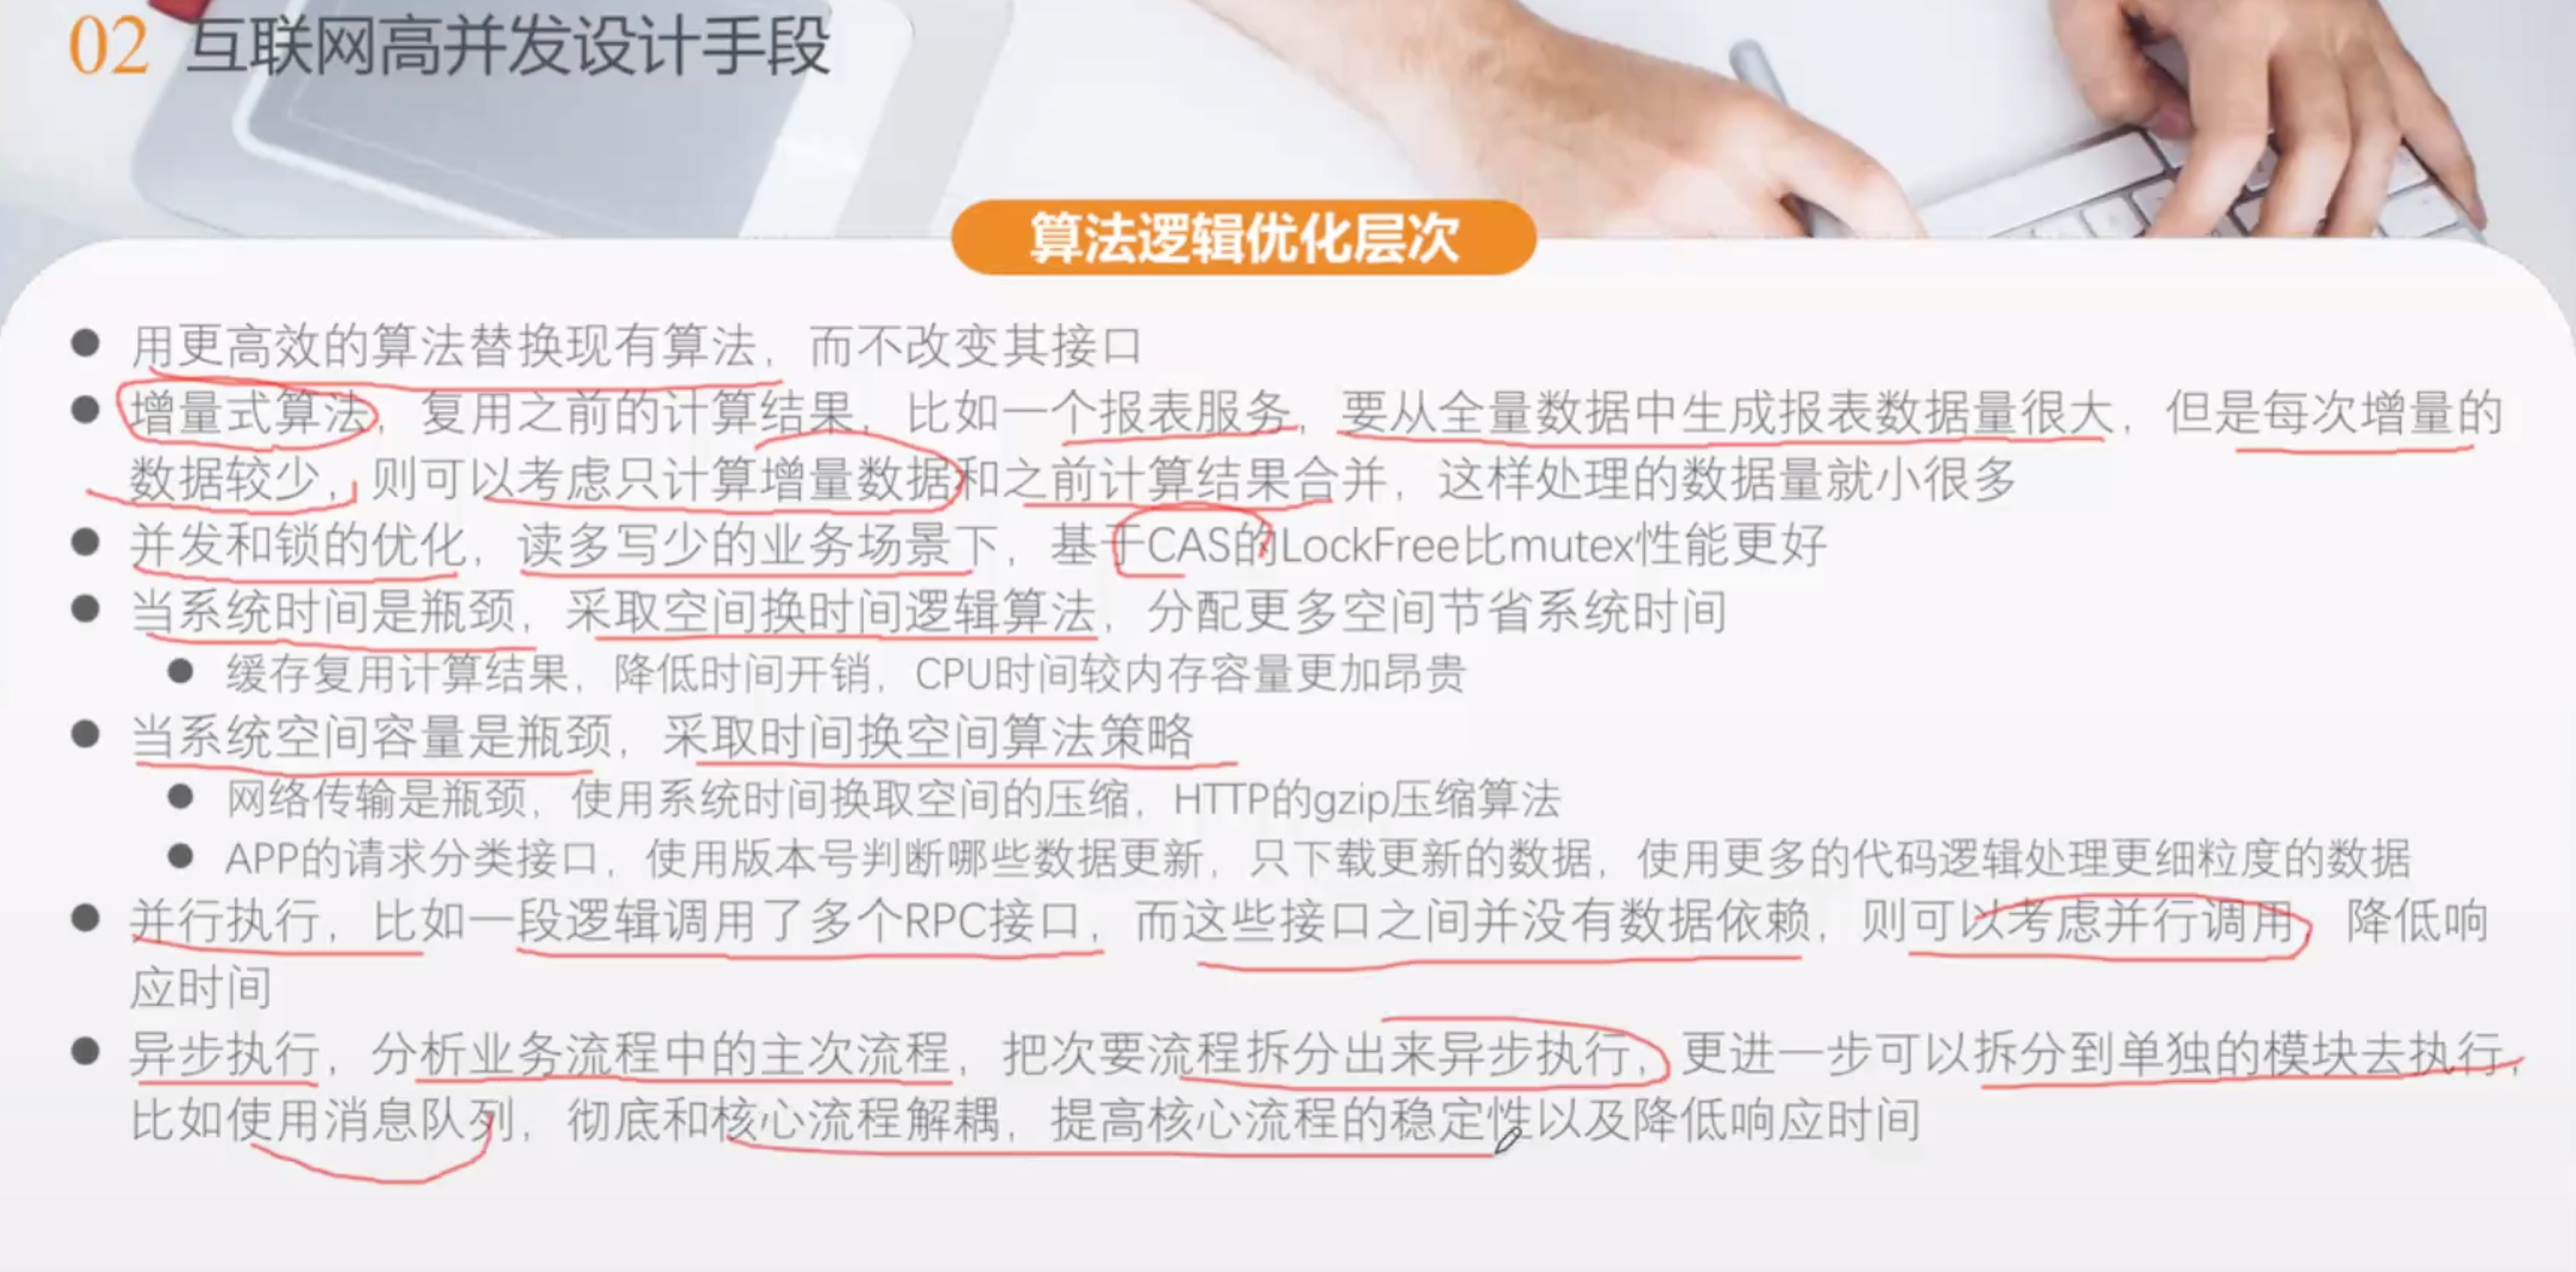 02 互联网高并发设计手段
算法逻辑优化层次
用更高效的算法替换现有算法，而不改变其接口
增量式算法，复用之前的计算结果，比如一个报表服务，要从全量数据中生成报表数据量很大，但是每次增量的
数据较少，则可以考虑只计算增量数据和之前计算结果合并，这样处理的数据量就小很多
并发和锁的优化，读多写少的业务场景下，基于CAS的LockFree比mutex性能更好
当系统时间是瓶颈，采取空间换时间逻辑算法，分配更多空间节省系统时间
缓存复用计算结果，降低时间开销，CPU时间较内存容量更加昂贵
当系统空间容量是瓶颈，采取时间换空间算法策略
网络传输是瓶颈，使用系统时间换取空间的压缩，HTTP的gzip压缩算法
APP的请求分类接口，使用版本号判断哪些数据更新，只下载更新的数据，使用更多的代码逻辑处理更细粒度的数据
并行执行，比如一段逻辑调用了多个RPC接口，而这些接口之间并没有数据依赖，则可以考虑并行调用，降低响
应时间
异步执行，分析业务流程中的主次流程，把次要流程拆分出来异步执行，更进一步可以拆分到单独的模块去执行，
比如使用消息队列，彻底和核心流程解耦，提高核心流程的稳定性以及降低响应时间